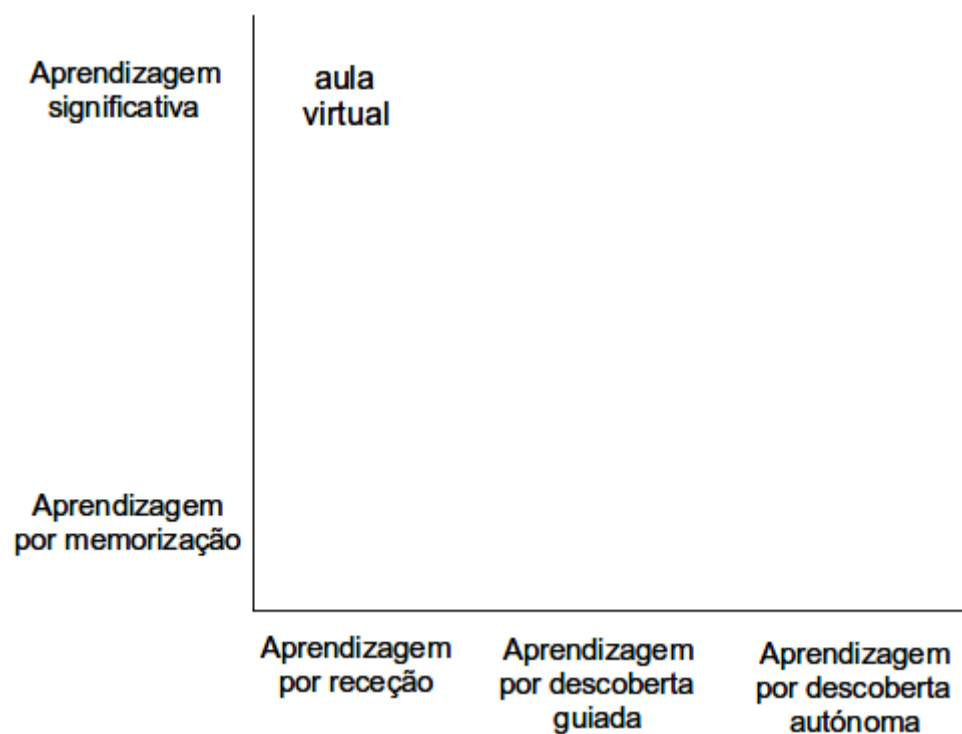 Aprendizagem
significativa
aula
virtual
Aprendizagem
por memorização
Aprendizagem
por receção
Aprendizagem
por descoberta
guiada
Aprendizagem
por descoberta
autónoma